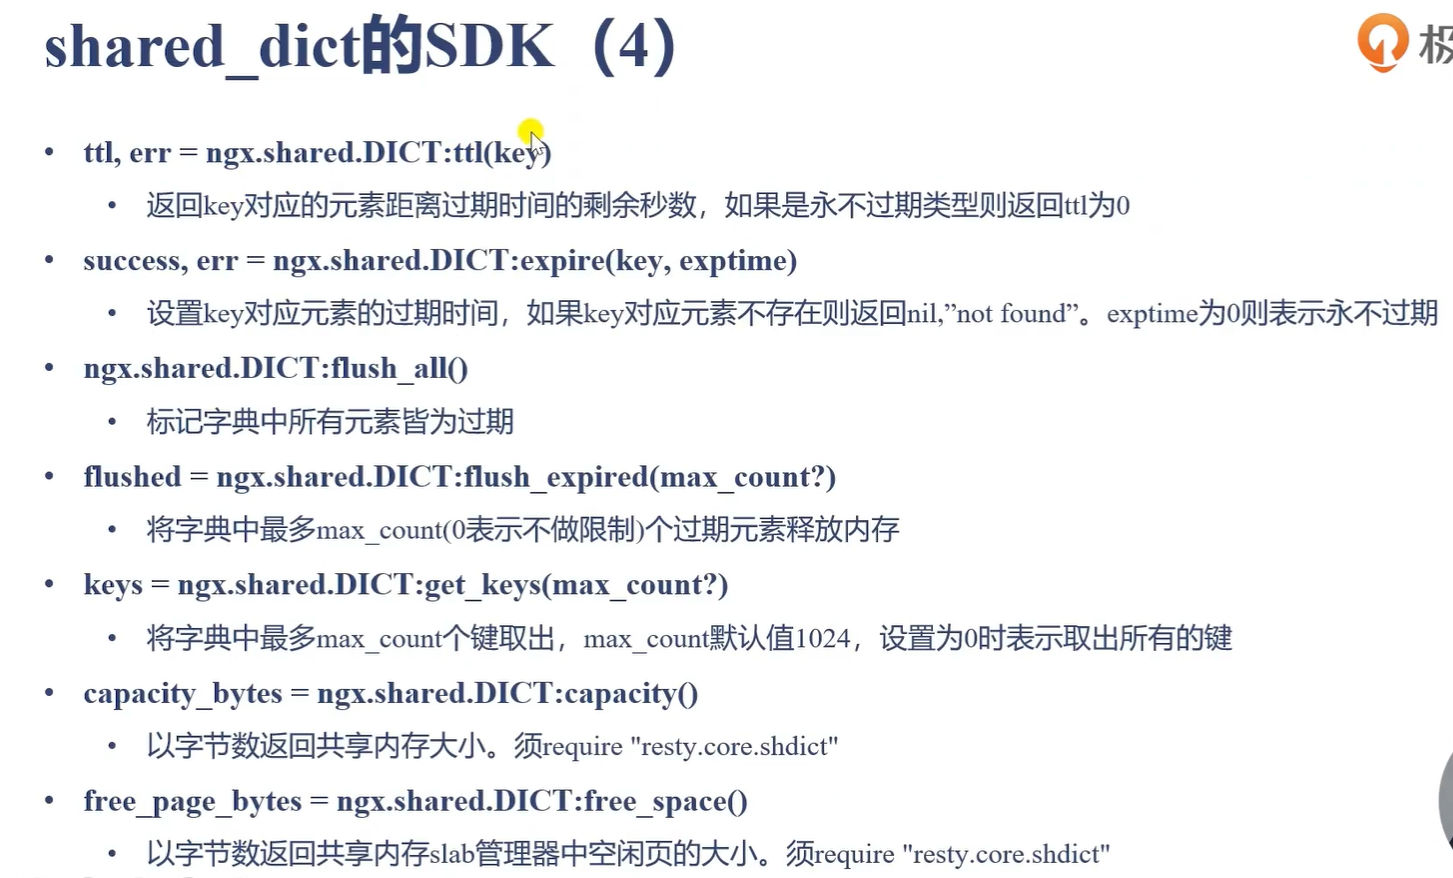 shared_dict的SDK（4）
极
• ttl, err = ngx.shared.DICT:ttl(key)
• 返回key对应的元素距离过期时间的剩余秒数，如果是永不过期类型则返回ttl为0
• success, err = ngx.shared.DICT:expire(key, exptime)
• 设置key对应元素的过期时间，如果key对应元素不存在则返回nil,”not found”。exptime为0则表示永不过期
• ngx.shared.DICT:flush_all()
• 标记字典中所有元素皆为过期
• flushed = ngx.shared.DICT:flush_expired(max_count?)
• 将字典中最多max_count(0表示不做限制)个过期元素释放内存
• keys = ngx.shared.DICT:get_keys(max_count?)
• 将字典中最多max_count个键取出，max_count默认值1024，设置为0时表示取出所有的键
• capacity_bytes = ngx.shared.DICT:capacity()
• 以字节数返回共享内存大小。须require "resty.core.shdict"
• free_page_bytes = ngx.shared.DICT:free_space()
• 以字节数返回共享内存slab管理器中空闲页的大小。须require "resty.core.shdict"